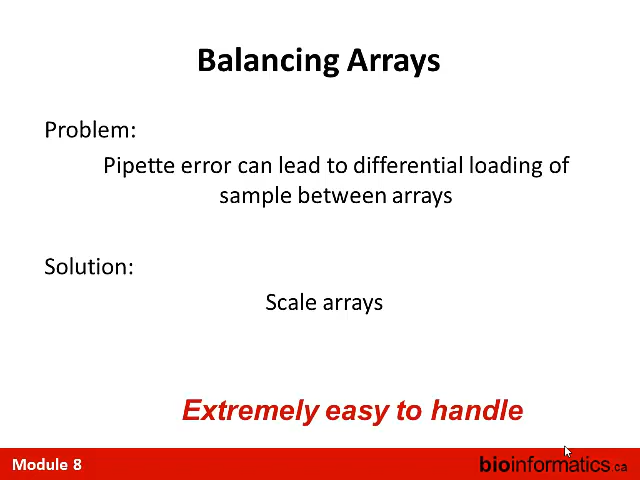 Balancing Arrays
Problem:
Pipette error can lead to differential loading of
sample between arrays
Solution:
Scale arrays
Extremely easy to handle
Module 8
bioinformatics.ca